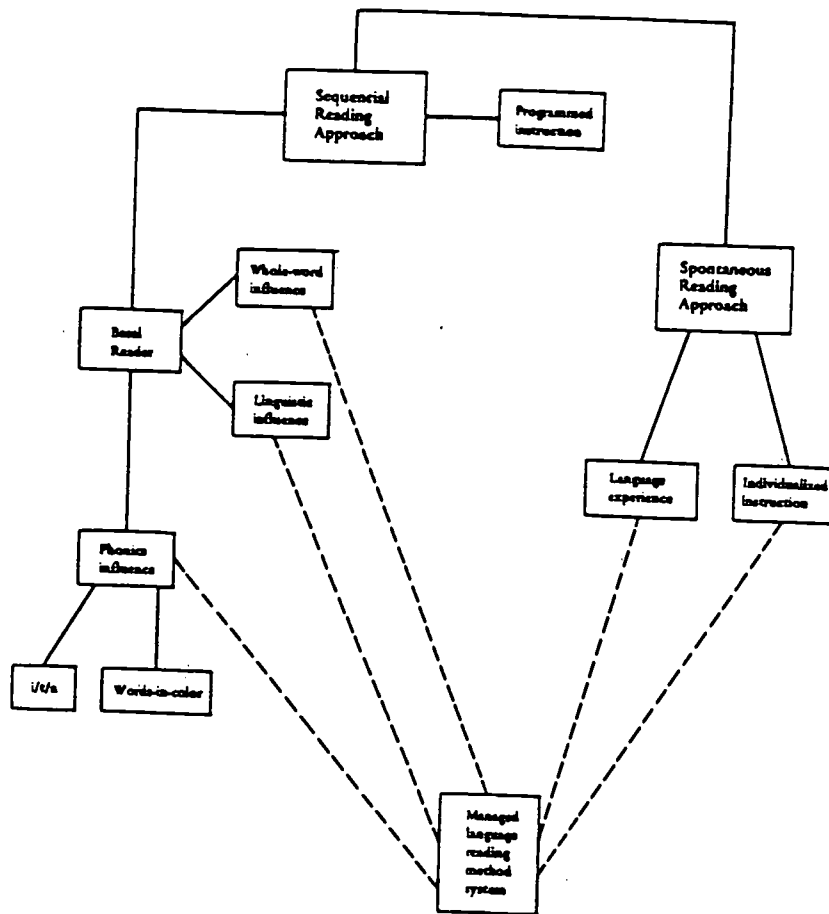 Sequencial
Reading
Approach
Programmed
instruction
Whole-word
influence
Spontaneous
Reading
Approach
Basal
Reader
Linguistic
influence
Language
experience
Individualized
instruction
Phonics
influence
i/t/a
Words-in-color
Managed
language
reading
method
system